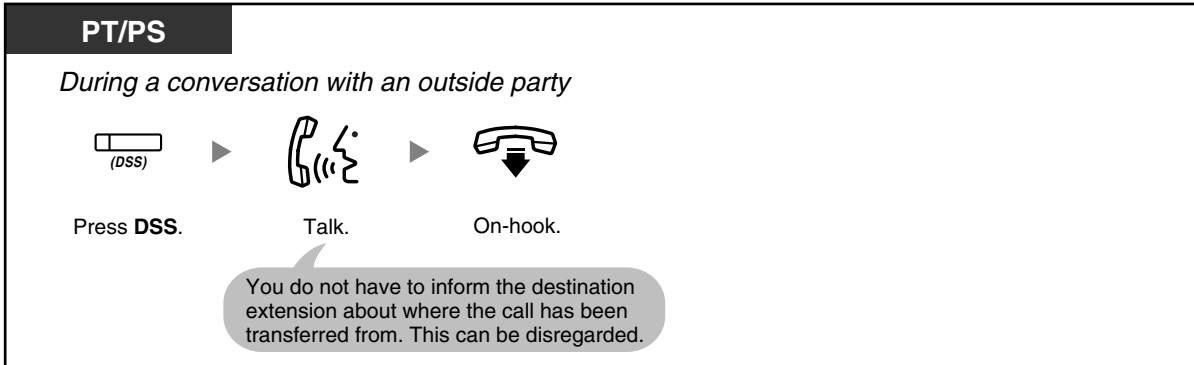 PT/PS
During a conversation with an outside party
(DSS)
Press DSS.
Talk.
On-hook.
You do not have to inform the destination
extension about where the call has been
transferred from. This can be disregarded.